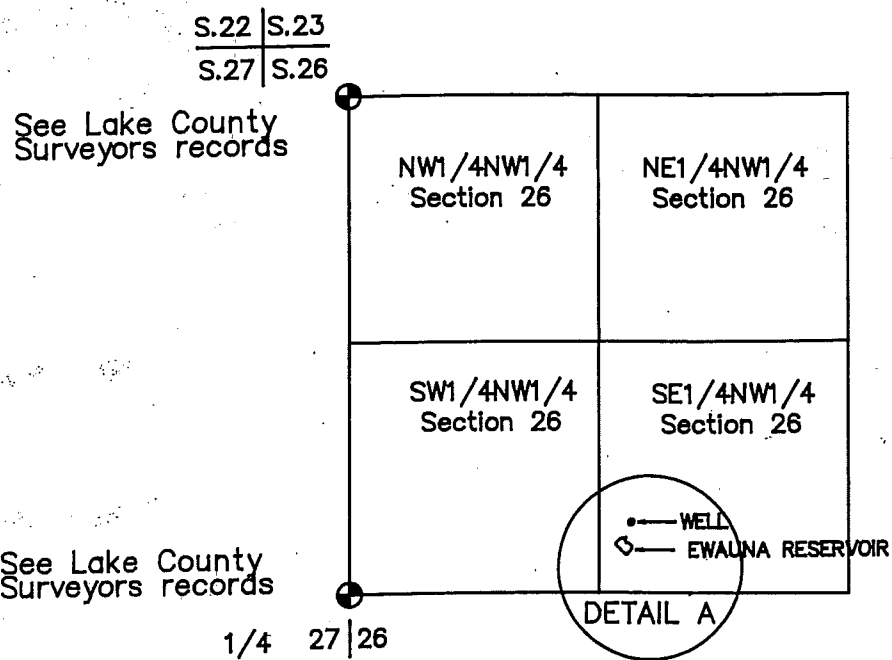 S.22 S.23
S.27 S.26
See Lake County
Surveyors records
NW1/4NW1/4
Section 26
NE1/4NW1/4
Section 26
SW1/4NW1/4
Section 26
SE1/4NW1/4
Section 26
WELL
EWAUNA RESERVOIR
See Lake County
Surveyors records
DETAIL A
1/4 27 26